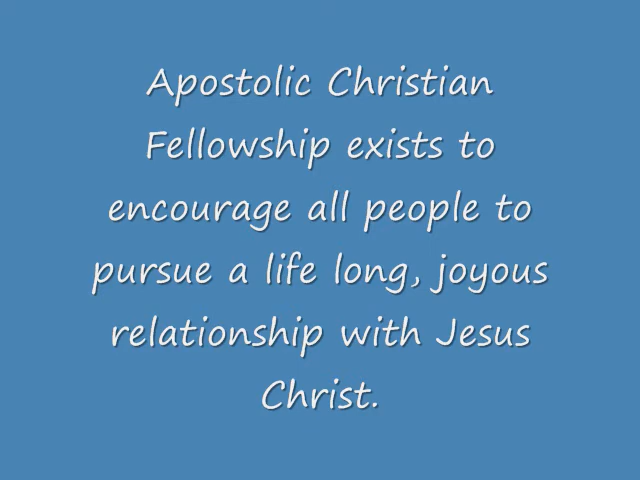 Apostolic Christian
Fellowship exists to
encourage all people to
pursue a life long, joyous
relationship with Jesus
Christ.